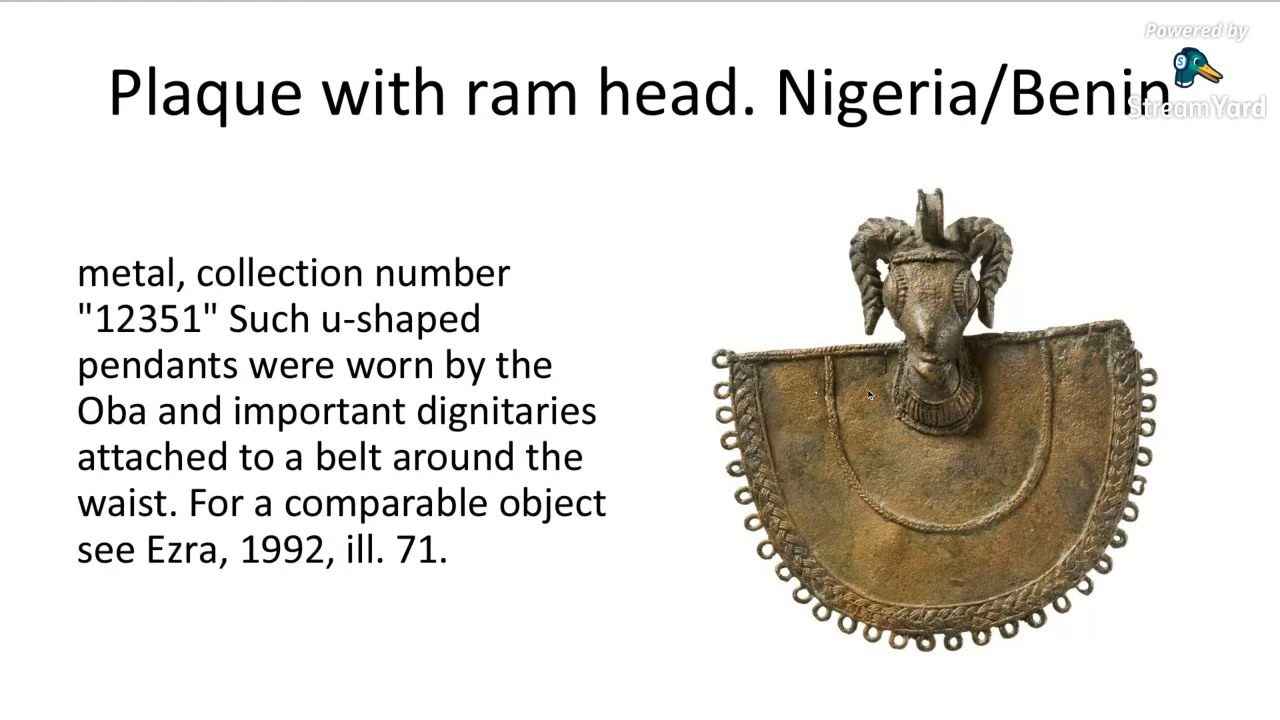 Powered by
Plaque with ram head. Nigeria/Benin
StreamYard
metal, collection number
"12351" Such u-shaped
pendants were worn by the
Oba and important dignitaries
attached to a belt around the
waist. For a comparable object
see Ezra, 1992, ill. 71.